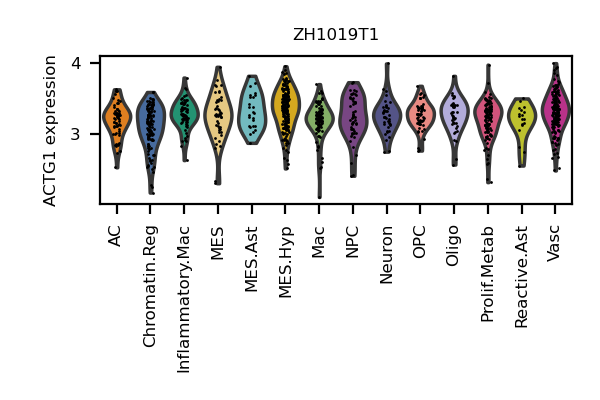 ZH1019T1
ACTG1 expression
4
3
AC
Chromatin.Reg
Inflammatory.Mac
MES
MES.Ast
MES.Hyp
Mac
NPC
Neuron
OPC
Oligo
Prolif.Metab
Reactive.Ast
Vasc